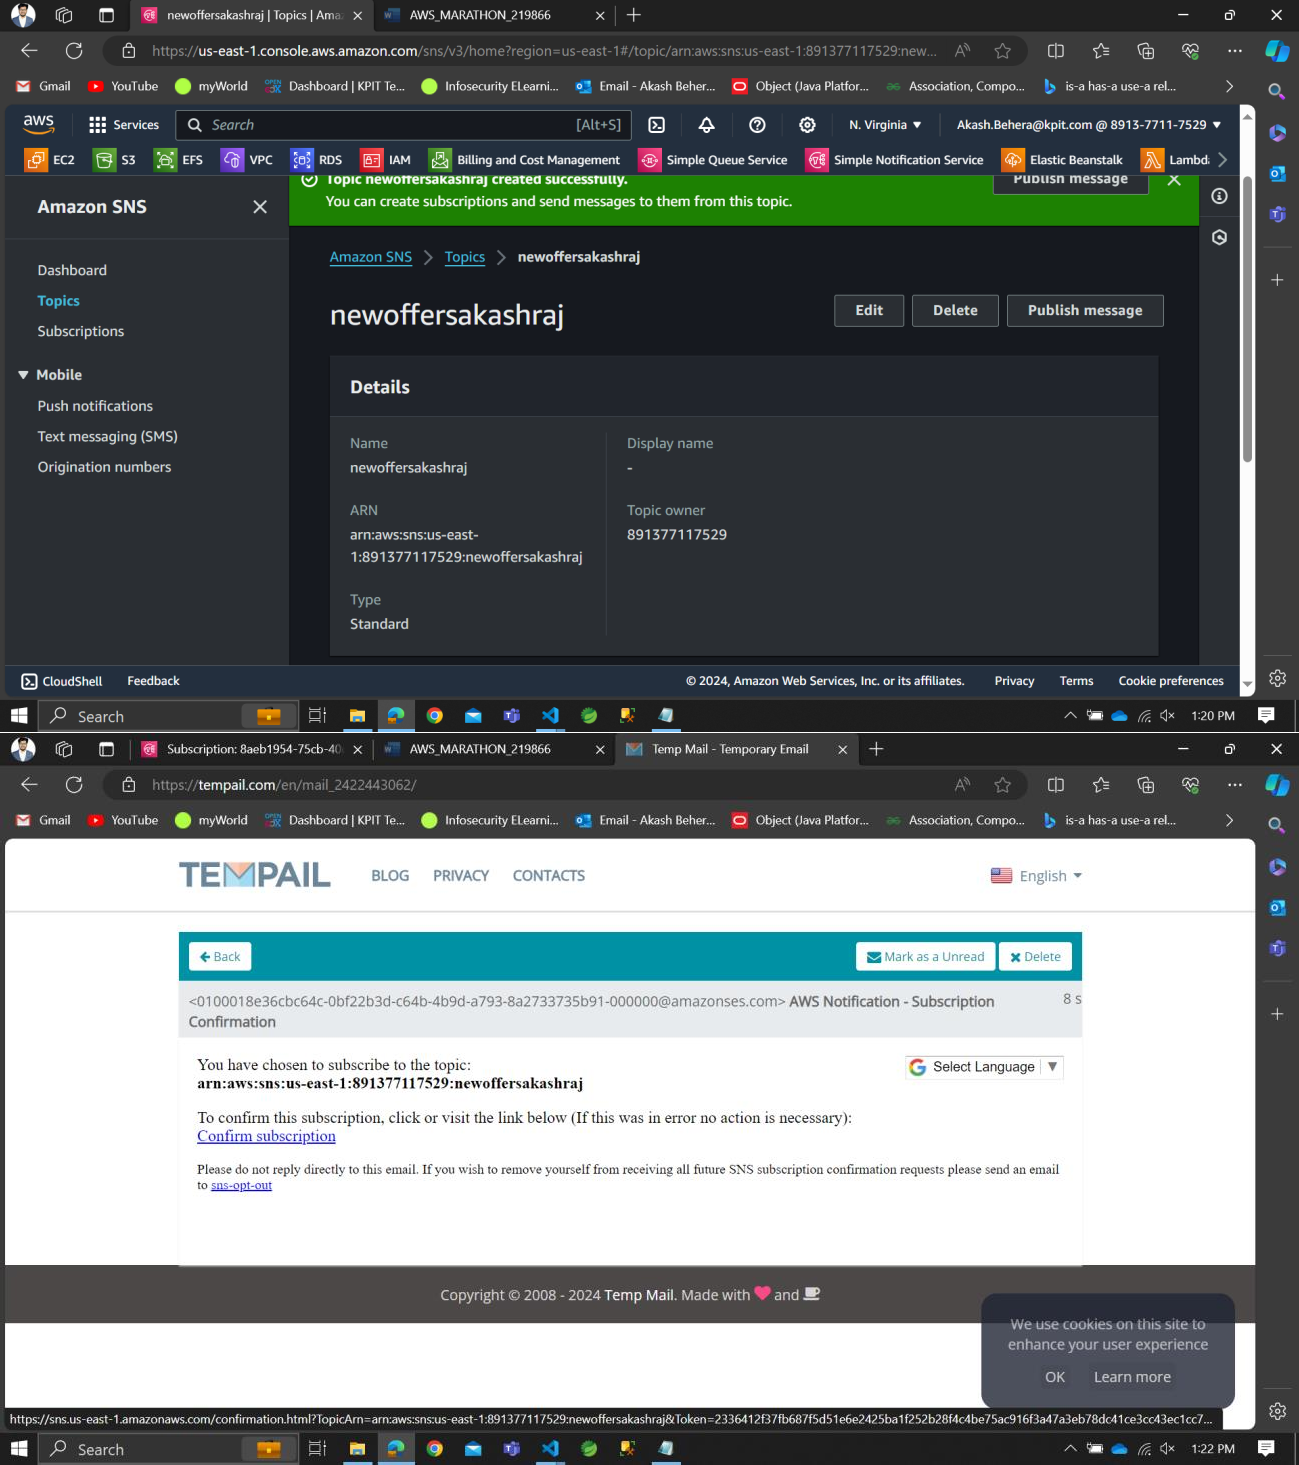 newoffersakashraj | Topics | Ama
AWS_MARATHON_219866
https://us-east-1.console.aws.amazon.com/sns/v3/home?region=us-east-1#/topic/arn:aws:sns:us-east-1:891377117529:new...
Gmail YouTube myWorld Dashboard | KPIT Te... Infosecurity ELearni... Email - Akash Beher... Object (Java Platfor... Association, Compo... is-a has-a use-a rel...
aws Services Search [Alt+S] N. Virginia Akash.Behera@kpit.com @ 8913-7711-7529
EC2 S3 EFS VPC RDS IAM Billing and Cost Management Simple Queue Service Simple Notification Service Elastic Beanstalk Lambd
Amazon SNS
Dashboard
Topics
Subscriptions
Mobile
Push notifications
Text messaging (SMS)
Origination numbers
Topic newoffersakashraj created successfully.
You can create subscriptions and send messages to them from this topic.
Publish message
Amazon SNS Topics newoffersakashraj
newoffersakashraj
Edit Delete Publish message
Details
Name
newoffersakashraj
Display name
-
ARN
arn:aws:sns:us-east-
1:891377117529:newoffersakashraj
Topic owner
891377117529
Type
Standard
CloudShell Feedback © 2024, Amazon Web Services, Inc. or its affiliates. Privacy Terms Cookie preferences
Search 1:20 PM
Subscription: 8aeb1954-75cb-40
AWS_MARATHON_219866
Temp Mail - Temporary Email
https://tempail.com/en/mail_2422443062/
Gmail YouTube myWorld Dashboard | KPIT Te... Infosecurity ELearni... Email - Akash Beher... Object (Java Platfor... Association, Compo... is-a has-a use-a rel...
TEMPAIL BLOG PRIVACY CONTACTS English
Back Mark as a Unread Delete
<0100018e36cbc64c-0bf22b3d-c64b-4b9d-a793-8a2733735b91-000000@amazonses.com> AWS Notification - Subscription 8 s
Confirmation
You have chosen to subscribe to the topic:
arn:aws:sns:us-east-1:891377117529:newoffersakashraj
Select Language
To confirm this subscription, click or visit the link below (If this was in error no action is necessary):
Confirm subscription
Please do not reply directly to this email. If you wish to remove yourself from receiving all future SNS subscription confirmation requests please send an email
to sns-opt-out
Copyright © 2008 - 2024 Temp Mail. Made with and
We use cookies on this site to
enhance your user experience
OK Learn more
https://sns.us-east-1.amazonaws.com/confirmation.html?TopicArn=arn:aws:sns:us-east-1:891377117529:newoffersakashraj&Token=2336412f37fb687f5d51e6e2425ba1f252b28f4c4be75ac916f3a47a3eb78dc41ce3cc43ec1cc7...
Search 1:22 PM